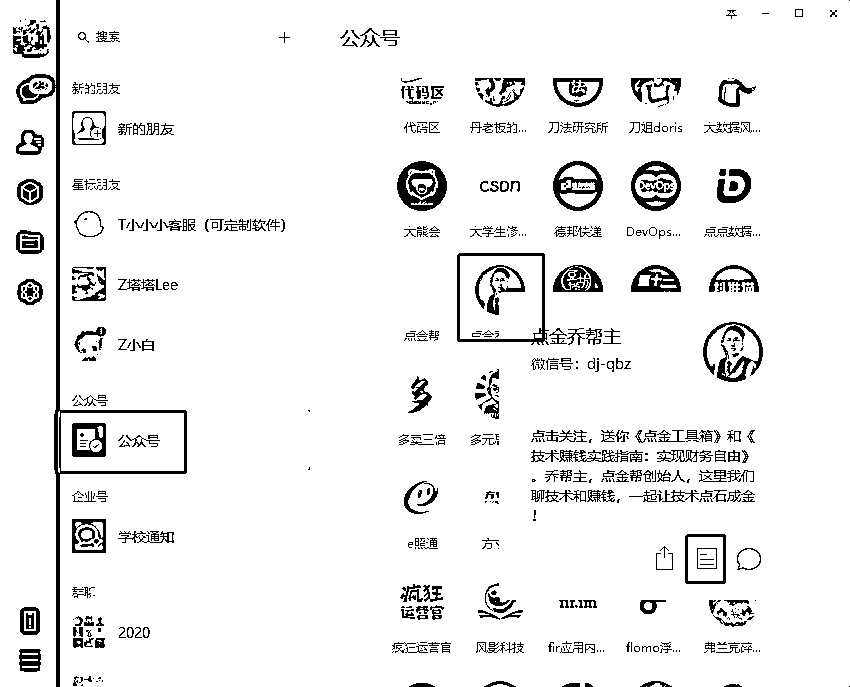 搜索
公众号
新的朋友
新的朋友
星标朋友
T小小小客服（可定制软件）
Z塔塔Lee
Z小白
公众号
公众号
企业号
学校通知
群聊
2020
代码区
代码区
丹老板的...
刀法研究所
刀姐doris
大数据风...
CSDN
DevOps
大熊会
大学生修...
德邦快递
DevOps...
点点数据...
点金帮
点金乔帮主
微信号：dj-qbz
多
多卖三倍
点击关注，送你《点金工具箱》和《
技术赚钱实践指南：实现财务自由》
。乔帮主，点金帮创始人，这里我们
聊技术和赚钱，一起让技术点石成金
！
e照通
疯狂
运营官
疯狂运营官
风影科技
fir应用内...
flomo浮...
弗兰克碎...